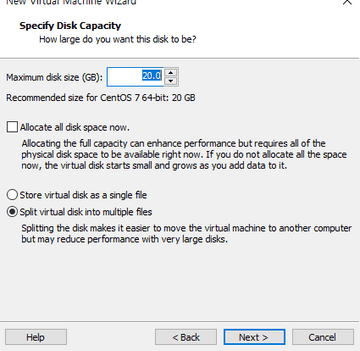 New Virtual Machine Wizard
Specify Disk Capacity
How large do you want this disk to be?
Maximum disk size (GB): 20.0
Recommended size for CentOS 7 64-bit: 20 GB
Allocate all disk space now.
Allocating the full capacity can enhance performance but requires all of the
physical disk space to be available right now. If you do not allocate all the space
now, the virtual disk starts small and grows as you add data to it.
Store virtual disk as a single file
Split virtual disk into multiple files
Splitting the disk makes it easier to move the virtual machine to another computer
but may reduce performance with very large disks.
Help
< Back
Next >
Cancel